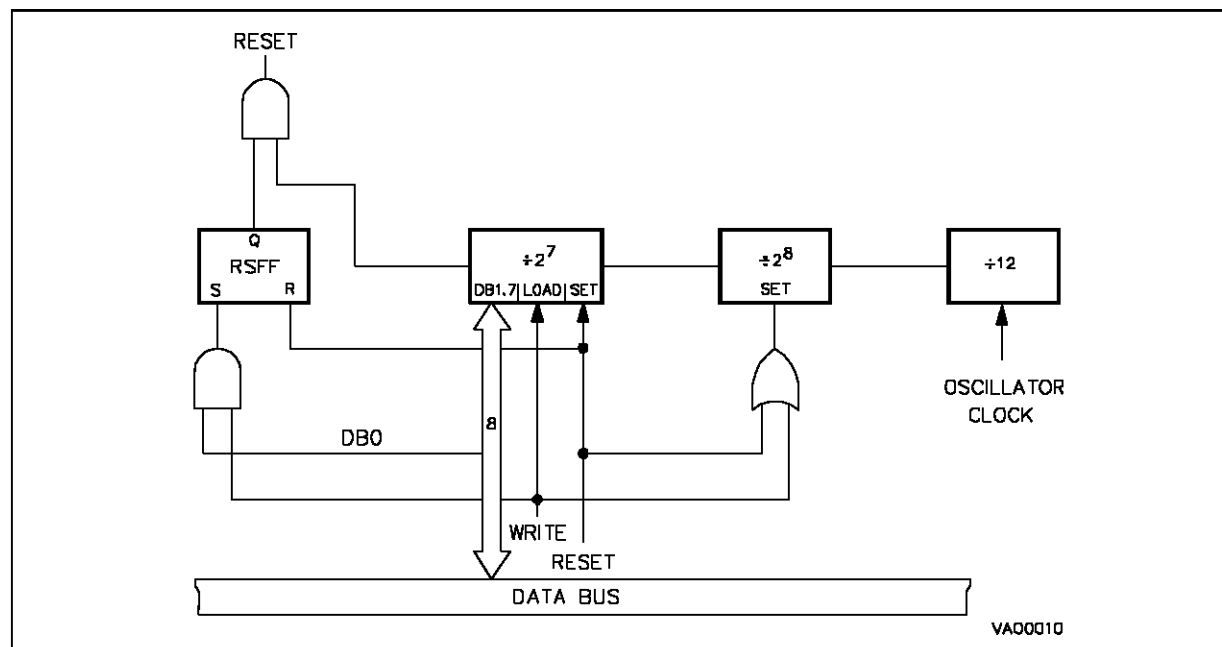 RESET
Q
RSFF
S R
÷2⁷
DB1.7 LOAD SET
÷2⁸
SET
÷12
OSCILLATOR
CLOCK
8
DB0
WRITE
RESET
DATA BUS
VA00010